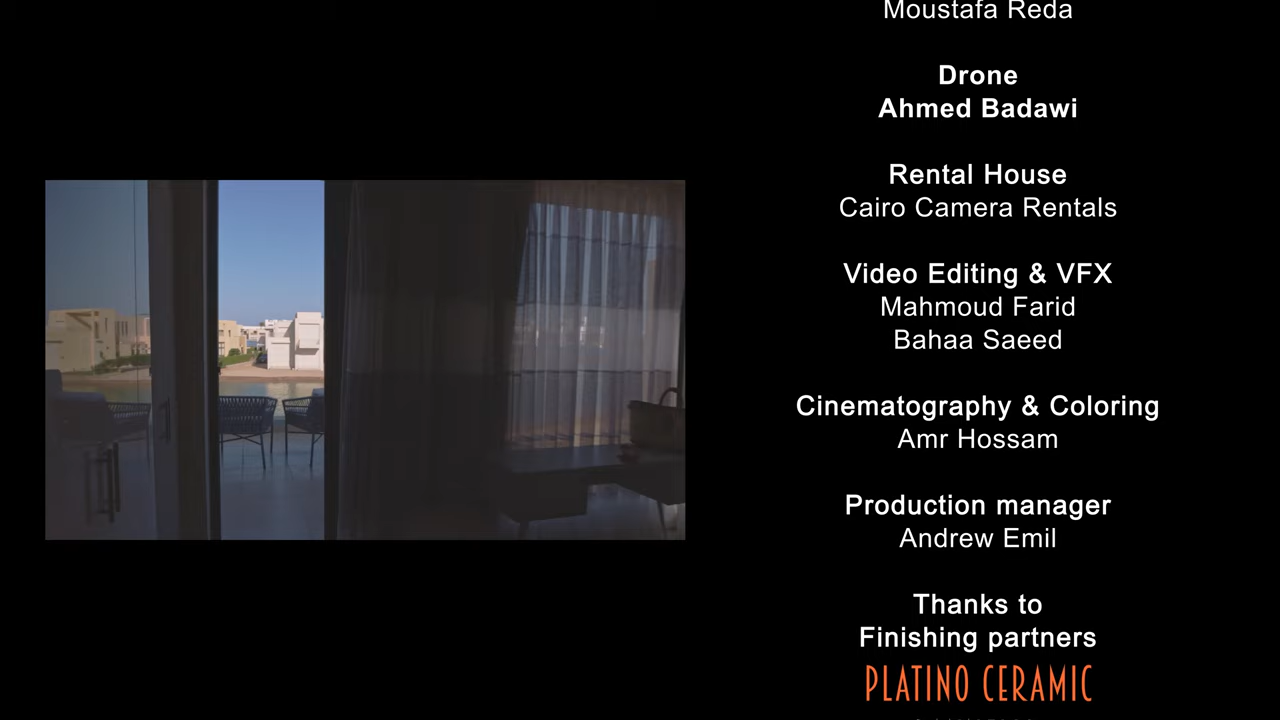 Moustafa Reda
Drone
Ahmed Badawi
Rental House
Cairo Camera Rentals
Video Editing & VFX
Mahmoud Farid
Bahaa Saeed
Cinematography & Coloring
Amr Hossam
Production manager
Andrew Emil
Thanks to
Finishing partners
PLATINO CERAMIC